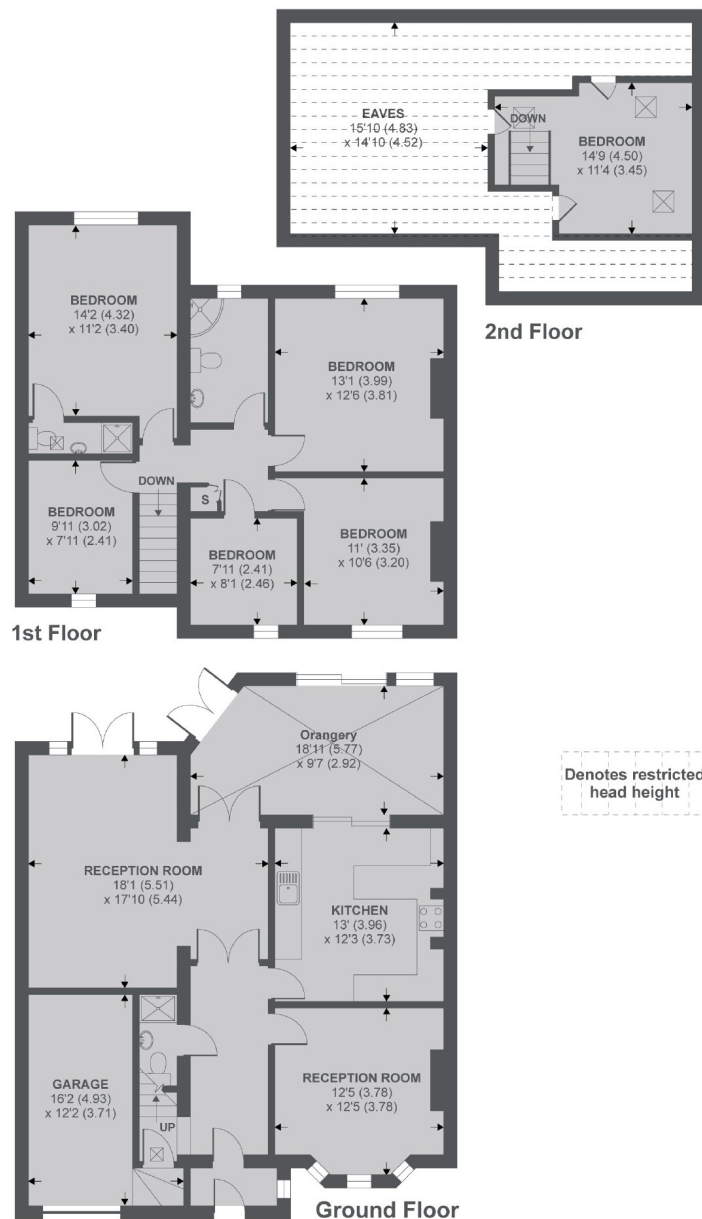 EAVES
15'10 (4.83)
x 14'10 (4.52)
DOWN
BEDROOM
14'9 (4.50)
x 11'4 (3.45)
2nd Floor
BEDROOM
14'2 (4.32)
x 11'2 (3.40)
BEDROOM
13'1 (3.99)
x 12'6 (3.81)
DOWN
BEDROOM
9'11 (3.02)
x 7'11 (2.41)
S
BEDROOM
7'11 (2.41)
x 8'1 (2.46)
BEDROOM
11' (3.35)
x 10'6 (3.20)
1st Floor
Orangery
18'11 (5.77)
x 9'7 (2.92)
Denotes restricted
head height
RECEPTION ROOM
18'1 (5.51)
x 17'10 (5.44)
KITCHEN
13' (3.96)
x 12'3 (3.73)
GARAGE
16'2 (4.93)
x 12'2 (3.71)
UP
RECEPTION ROOM
12'5 (3.78)
x 12'5 (3.78)
Ground Floor